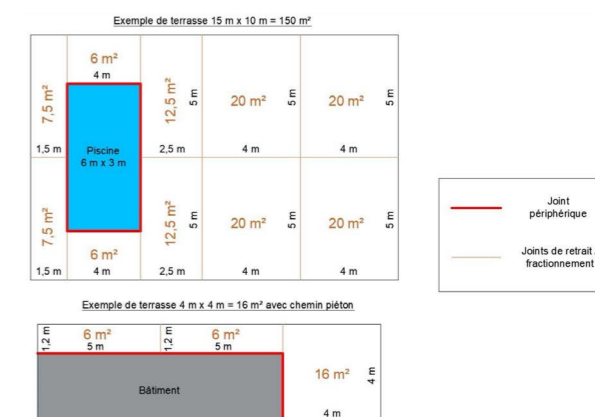 Exemple de terrasse 15 m x 10 m = 150 m²
6 m²
4 m
7,5 m²
12,5 m²
5 m
20 m²
5 m
20 m²
5 m
1,5 m
Piscine
6 m x 3 m
2,5 m
4 m
4 m
7,5 m²
12,5 m²
5 m
20 m²
5 m
20 m²
5 m
6 m²
1,5 m
4 m
2,5 m
4 m
4 m
Joint
périphérique
Joints de retrait
fractionnement
Exemple de terrasse 4 m x 4 m = 16 m² avec chemin piéton
1,2 m
6 m²
5 m
1,2 m
6 m²
5 m
16 m²
4 m
Bâtiment
4 m